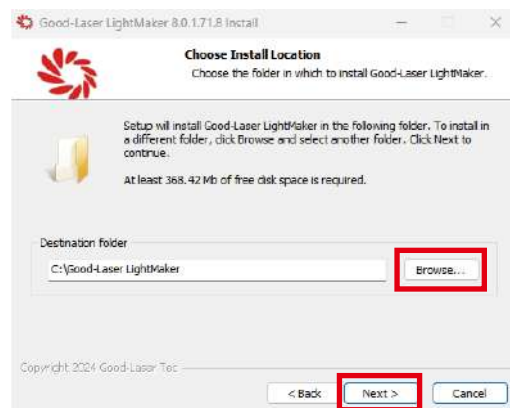 Good-Laser LightMaker 8.0.1.71.8 Install
Choose Install Location
Choose the folder in which to install Good-Laser LightMaker.
Setup will install Good-Laser LightMaker in the following folder. To install in
a different folder, click Browse and select another folder. Click Next to
continue.
At least 368.42 Mb of free disk space is required.
Destination folder
C:\Good-Laser LightMaker
Browse...
Copyright 2024 Good-Laser Tec
< Back
Next >
Cancel